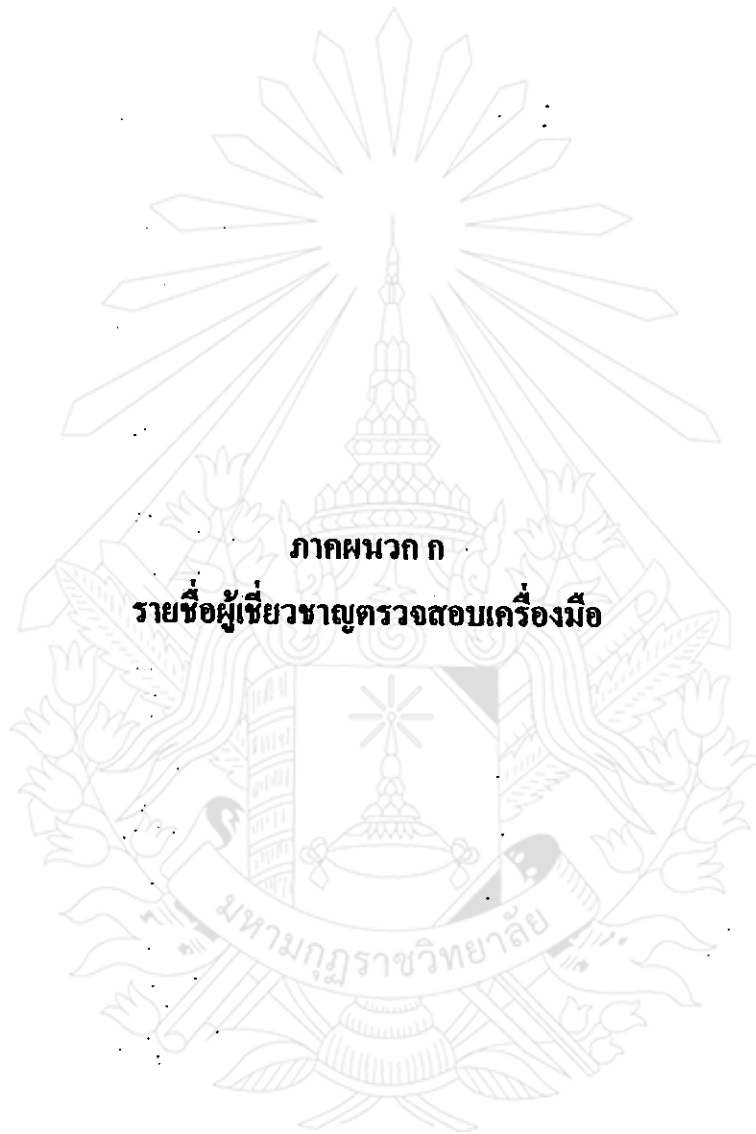 ภาคผนวก ก
รายชื่อผู้เชี่ยวชาญตรวจสอบเครื่องมือ
มหามกุฏราชวิทยาลัย